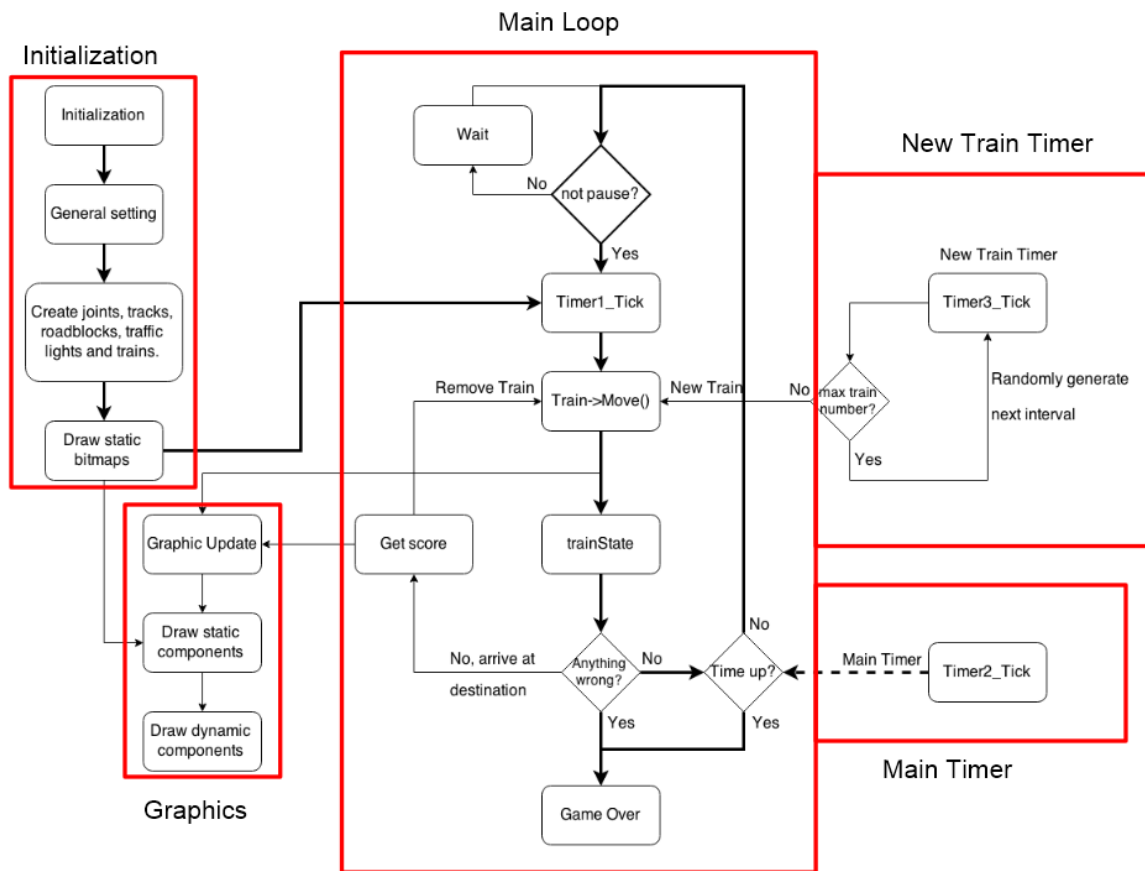 Main Loop
Initialization
New Train Timer
Initialization
General setting
Create joints, tracks,
roadblocks, traffic
lights and trains.
Draw static
bitmaps
Wait
No
not pause?
Yes
Timer1_Tick
Remove Train
Train->Move()
New Train
New Train Timer
Timer3_Tick
No
max train
number?
Yes
Randomly generate
next interval
Graphic Update
Get score
trainState
Draw static
components
Draw dynamic
components
No, arrive at
destination
Anything
wrong?
No
Yes
No
Time up?
Yes
Main Timer
Timer2_Tick
Game Over
Graphics
Main Timer